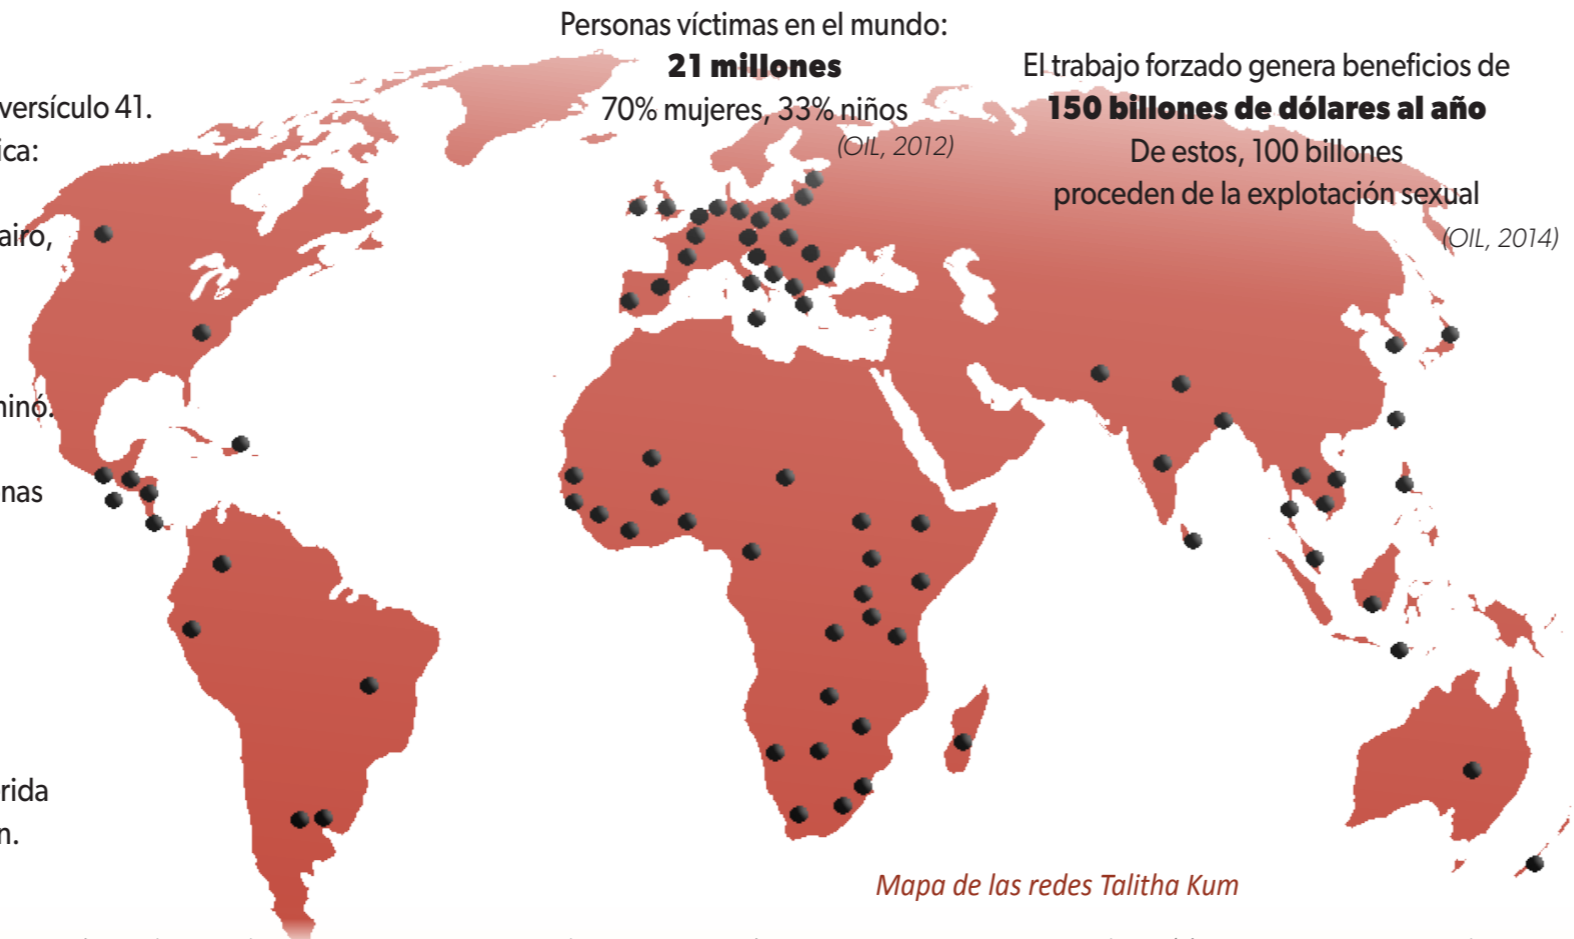 versículo 41.
ica:
airo,
ninó.
nas
rida
n.
Personas víctimas en el mundo:
21 millones
70% mujeres, 33% niños
(OIL, 2012)
El trabajo forzado genera beneficios de
150 billones de dólares al año
De estos, 100 billones
proceden de la explotación sexual
(OIL, 2014)
Mapa de las redes Talitha Kum